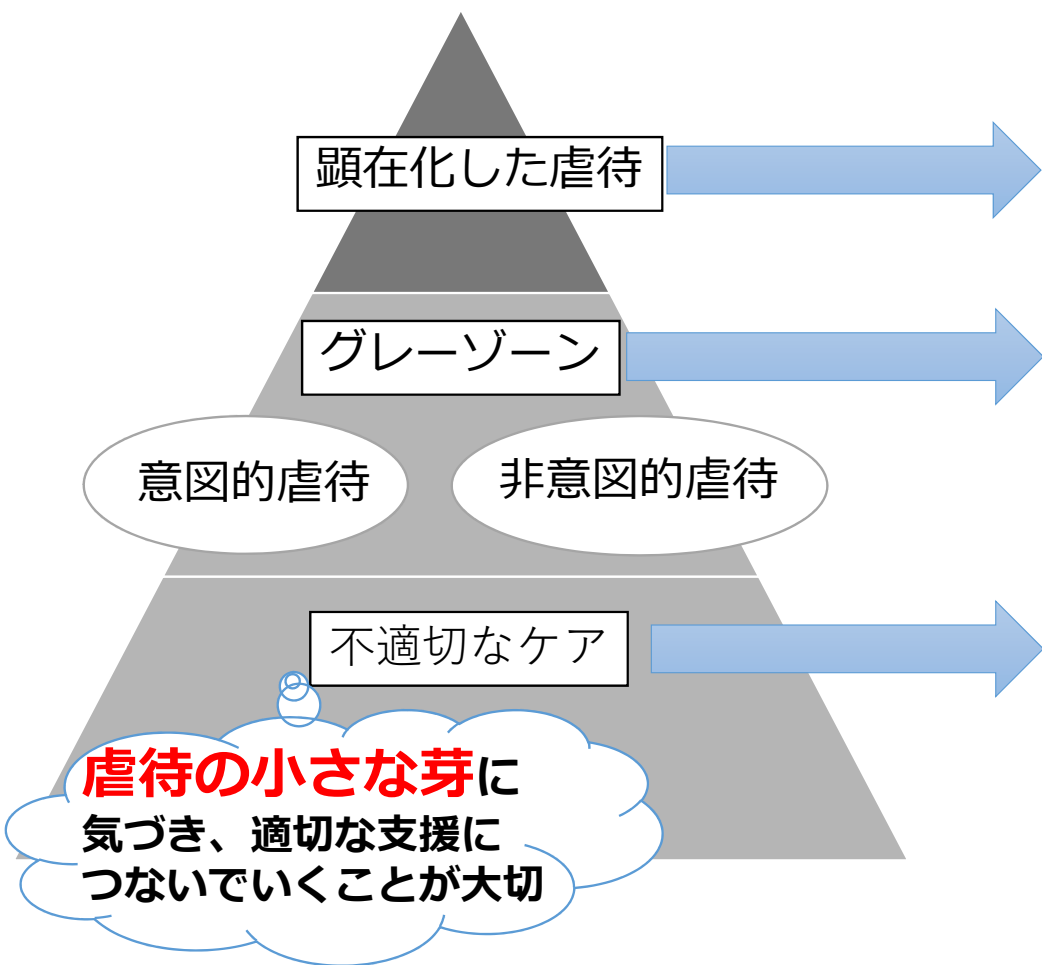 顕在化した虐待
グレーゾーン
意図的虐待
非意図的虐待
不適切なケア
虐待の小さな芽に
気づき、適切な支援に
つないでいくことが大切